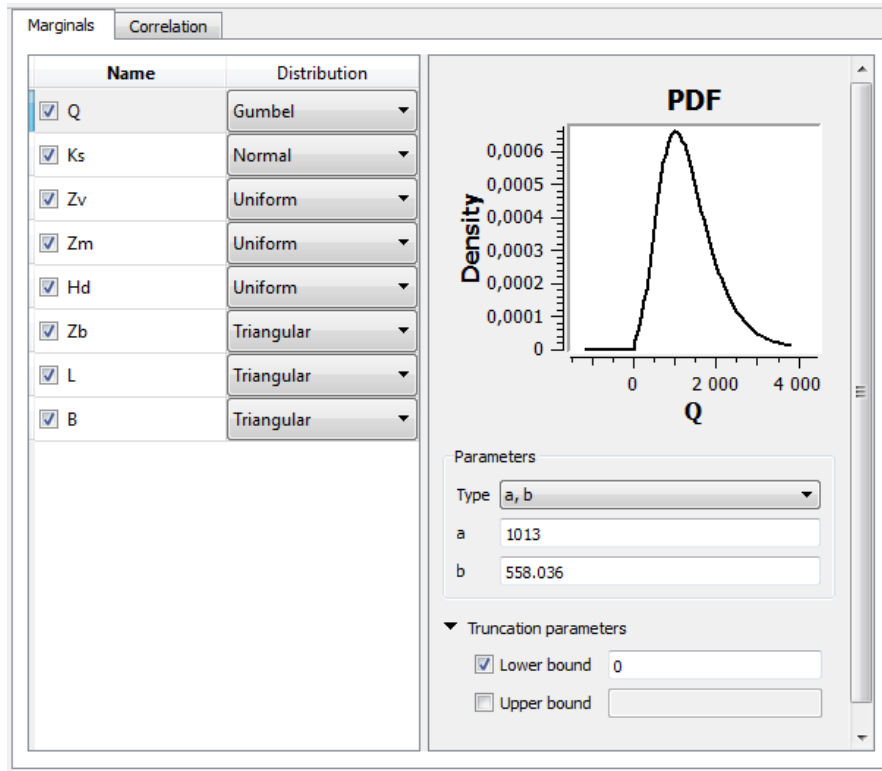 Marginals Correlation
Name Distribution
Q Gumbel
Ks Normal
Zv Uniform
Zm Uniform
Hd Uniform
Zb Triangular
L Triangular
B Triangular
PDF
Density
0,0006
0,0005
0,0004
0,0003
0,0002
0,0001
0
0 2 000 4 000
Q
Parameters
Type a, b
a 1013
b 558.036
Truncation parameters
Lower bound 0
Upper bound